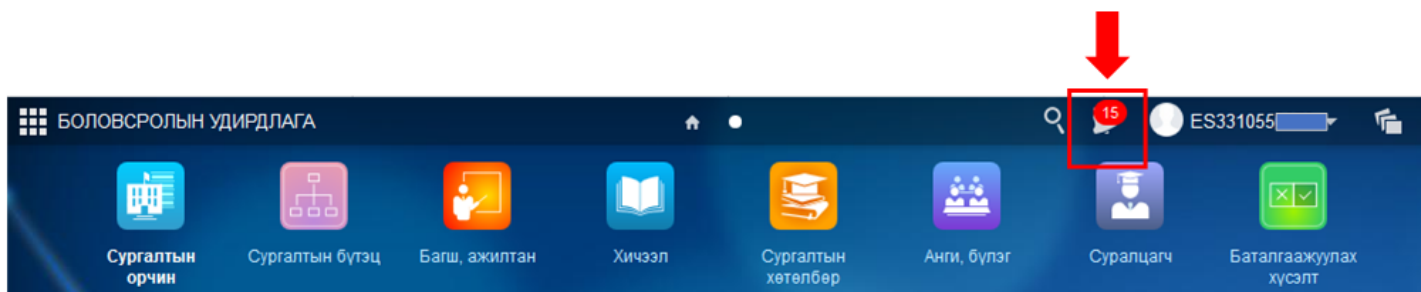 15
БОЛОВСРОЛЫН УДИРДЛАГА
ES331055
Сургалтын
орчин
Сургалтын бүтэц
Багш, ажилтан
Хичээл
Сургалтын
хөтөлбөр
Анги, бүлэг
Суралцагч
Баталгаажуулах
хүсэлт